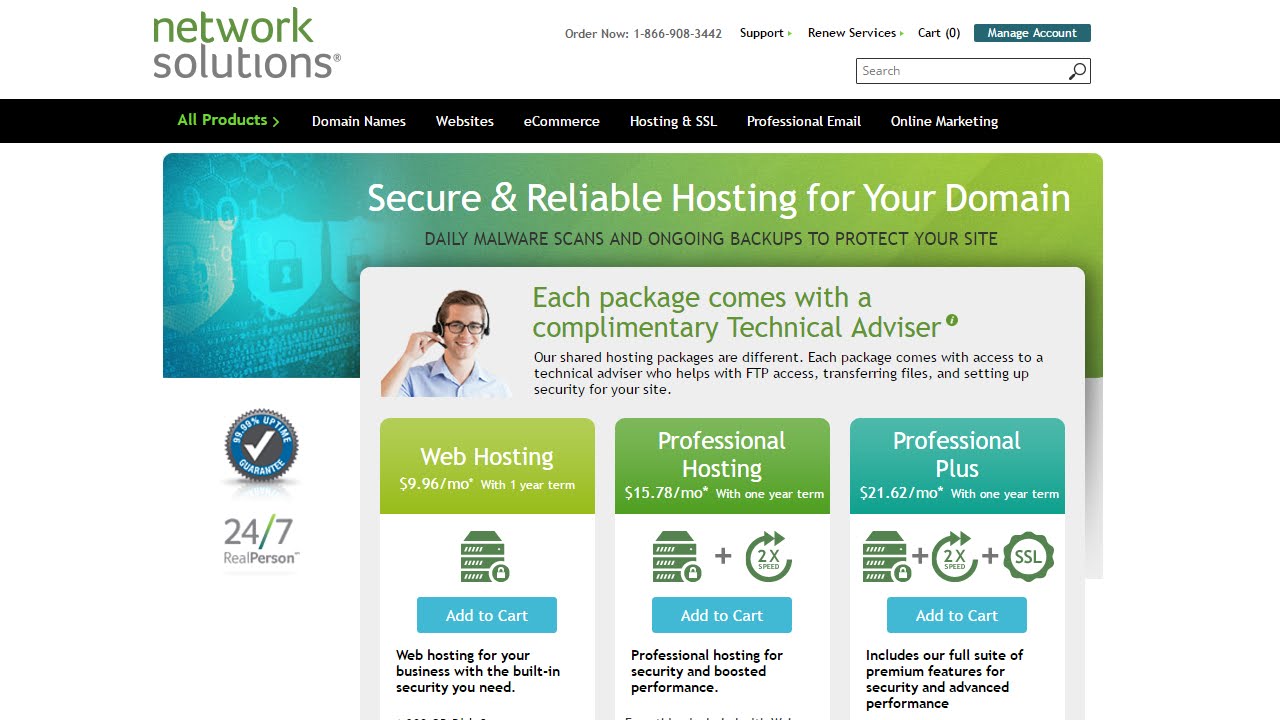 network
solutions®
Order Now: 1-866-908-3442
Support
Renew Services
Cart (0)
Manage Account
Search
All Products
Domain Names
Websites
eCommerce
Hosting & SSL
Professional Email
Online Marketing
Secure & Reliable Hosting for Your Domain
DAILY MALWARE SCANS AND ONGOING BACKUPS TO PROTECT YOUR SITE
Each package comes with a
complimentary Technical Adviser
Our shared hosting packages are different. Each package comes with access to a
technical adviser who helps with FTP access, transferring files, and setting up
security for your site.
99.99% UPTIME
GUARANTEE
24/7
RealPerson™
Web Hosting
$9.96/mo* With 1 year term
Add to Cart
Web hosting for your
business with the built-in
security you need.
Professional
Hosting
$15.78/mo* With one year term
+
2X
SPEED
Add to Cart
Professional hosting for
security and boosted
performance.
Professional
Plus
$21.62/mo* With one year term
+
2X
SPEED
+
SSL
Add to Cart
Includes our full suite of
premium features for
security and advanced
performance